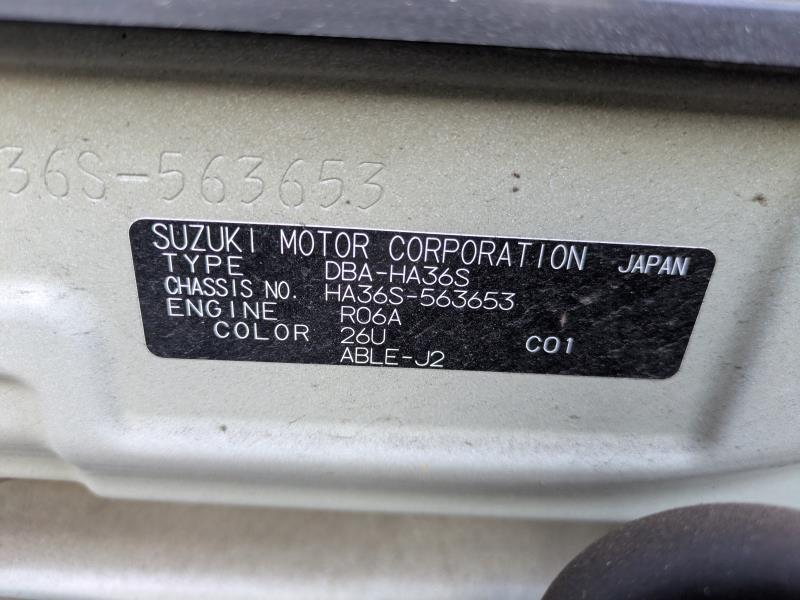 36S-563653
SUZUKI MOTOR CORPORATION JAPAN
TYPE DBA-HA36S
CHASSIS NO. HA36S-563653
ENGINE R06A
COLOR 26U C01
ABLE-J2